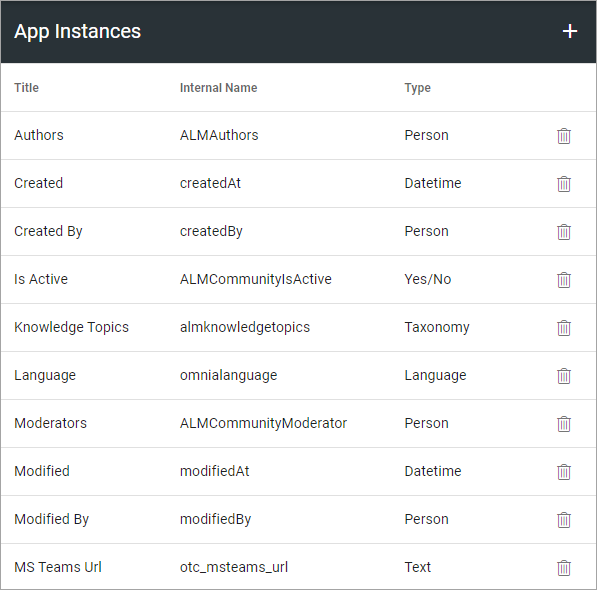 App Instances +
Title Internal Name Type
Authors ALMAuthors Person
Created createdAt Datetime
Created By createdBy Person
Is Active ALMCommunityIsActive Yes/No
Knowledge Topics almknowledgetopics Taxonomy
Language omnialanguage Language
Moderators ALMCommunityModerator Person
Modified modifiedAt Datetime
Modified By modifiedBy Person
MS Teams Url otc_msteams_url Text